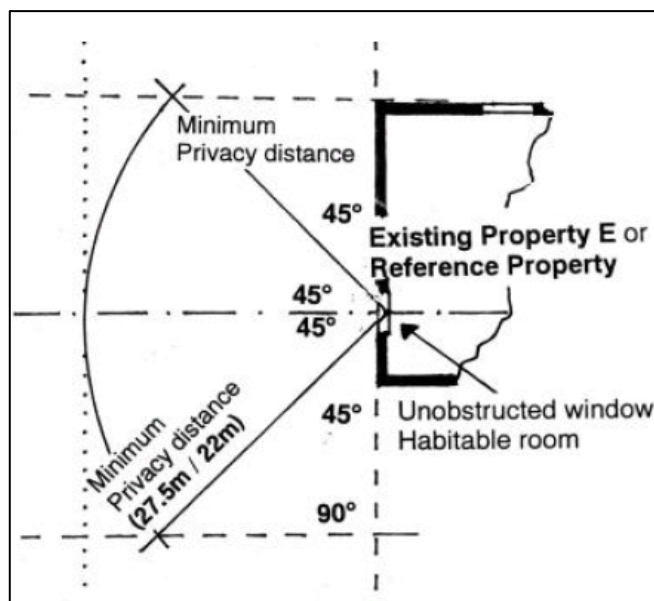 Minimum
Privacy distance
45°
Existing Property E or
Reference Property
45°
45°
Minimum
Privacy distance
(27.5m / 22m)
45°
Unobstructed window
Habitable room
90°